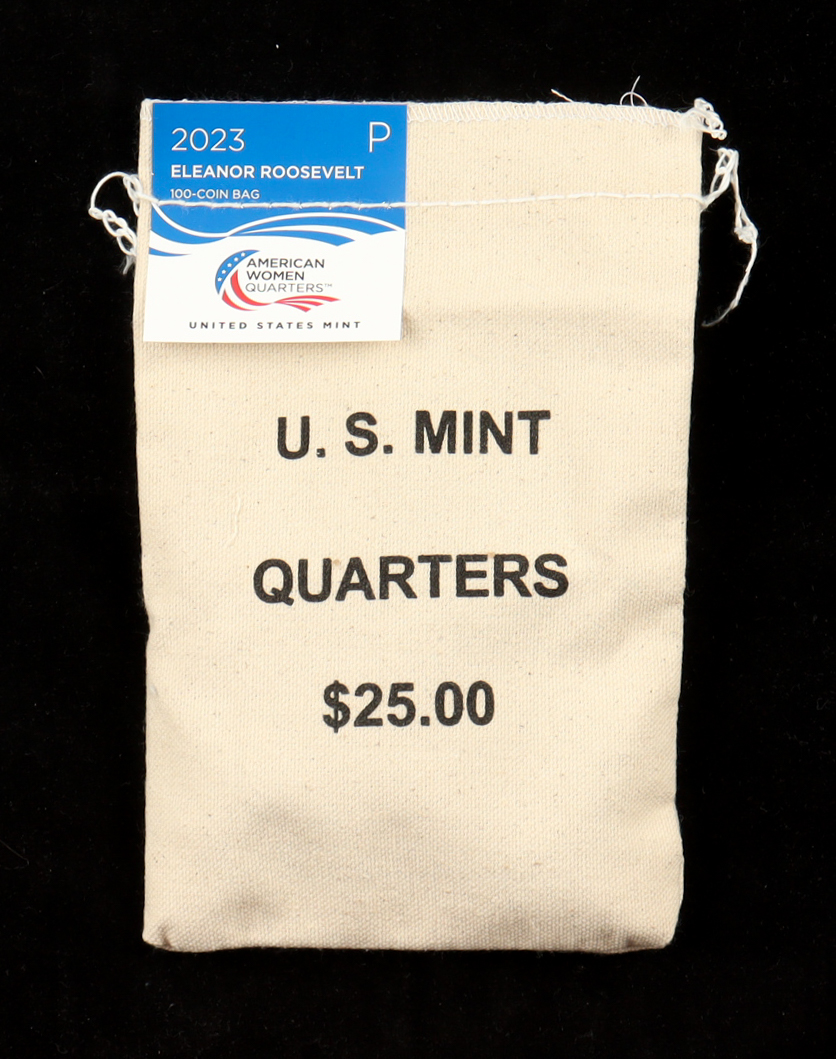 2023 P
ELEANOR ROOSEVELT
100-COIN BAG
AMERICAN
WOMEN
QUARTERS™
UNITED STATES MINT
U. S. MINT
QUARTERS
$25.00